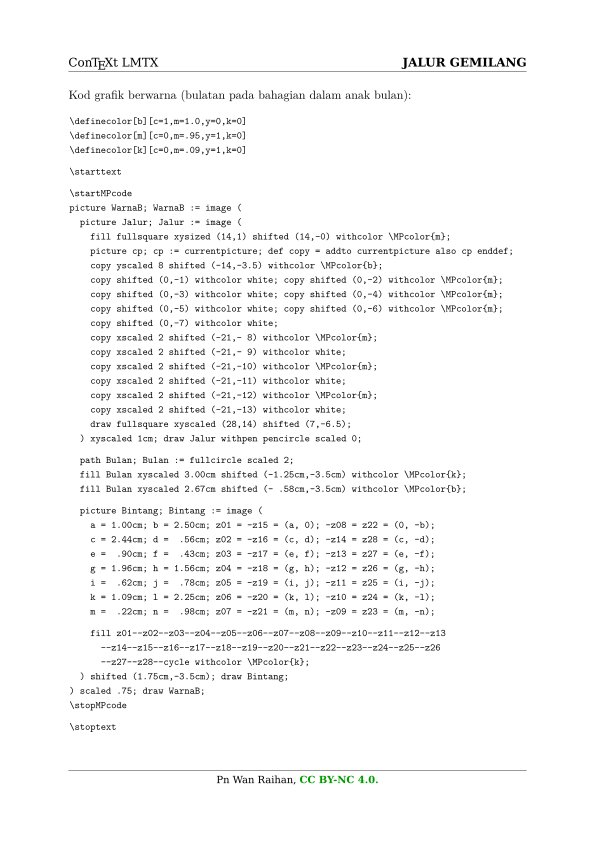 ConTEXt LMTX JALUR GEMILANG
Kod grafik berwarna (bulatan pada bahagian dalam anak bulan):
\definecolor[b][c=1,m=1.0,y=0,k=0]
\definecolor[m][c=0,m=.95,y=1,k=0]
\definecolor[k][c=0,m=.09,y=1,k=0]
\starttext
\startMPcode
picture WarnaB; WarnaB := image (
  picture Jalur; Jalur := image (
    fill fullsquare xysized (14,1) shifted (14,-0) withcolor \MPcolor{m};
    picture cp; cp := currentpicture; def copy = addto currentpicture also cp enddef;
    copy yscaled 8 shifted (-14,-3.5) withcolor \MPcolor{b};
    copy shifted (0,-1) withcolor white; copy shifted (0,-2) withcolor \MPcolor{m};
    copy shifted (0,-3) withcolor white; copy shifted (0,-4) withcolor \MPcolor{m};
    copy shifted (0,-5) withcolor white; copy shifted (0,-6) withcolor \MPcolor{m};
    copy shifted (0,-7) withcolor white;
    copy xscaled 2 shifted (-21,- 8) withcolor \MPcolor{m};
    copy xscaled 2 shifted (-21,- 9) withcolor white;
    copy xscaled 2 shifted (-21,-10) withcolor \MPcolor{m};
    copy xscaled 2 shifted (-21,-11) withcolor white;
    copy xscaled 2 shifted (-21,-12) withcolor \MPcolor{m};
    copy xscaled 2 shifted (-21,-13) withcolor white;
    draw fullsquare xyscaled (28,14) shifted (7,-6.5);
  ) xyscaled 1cm; draw Jalur withpen pencircle scaled 0;
  path Bulan; Bulan := fullcircle scaled 2;
  fill Bulan xyscaled 3.00cm shifted (-1.25cm,-3.5cm) withcolor \MPcolor{k};
  fill Bulan xyscaled 2.67cm shifted (- .58cm,-3.5cm) withcolor \MPcolor{b};
  picture Bintang; Bintang := image (
    a = 1.00cm; b = 2.50cm; z01 = -z15 = (a, 0); -z08 = z22 = (0, -b);
    c = 2.44cm; d =  .56cm; z02 = -z16 = (c, d); -z14 = z28 = (c, -d);
    e =  .90cm; f =  .43cm; z03 = -z17 = (e, f); -z13 = z27 = (e, -f);
    g = 1.96cm; h = 1.56cm; z04 = -z18 = (g, h); -z12 = z26 = (g, -h);
    i =  .62cm; j =  .78cm; z05 = -z19 = (i, j); -z11 = z25 = (i, -j);
    k = 1.09cm; l = 2.25cm; z06 = -z20 = (k, l); -z10 = z24 = (k, -l);
    m =  .22cm; n =  .98cm; z07 = -z21 = (m, n); -z09 = z23 = (m, -n);
    fill z01--z02--z03--z04--z05--z06--z07--z08--z09--z10--z11--z12--z13
      --z14--z15--z16--z17--z18--z19--z20--z21--z22--z23--z24--z25--z26
      --z27--z28--cycle withcolor \MPcolor{k};
  ) shifted (1.75cm,-3.5cm); draw Bintang;
) scaled .75; draw WarnaB;
\stopMPcode
\stoptext
Pn Wan Raihan, CC BY-NC 4.0.